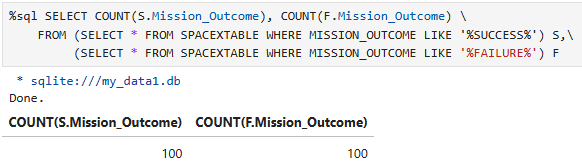 %sql SELECT COUNT(S.Mission_Outcome), COUNT(F.Mission_Outcome) \
FROM (SELECT * FROM SPACEXTABLE WHERE MISSION_OUTCOME LIKE '%SUCCESS%') S,\
(SELECT * FROM SPACEXTABLE WHERE MISSION_OUTCOME LIKE '%FAILURE%') F
* sqlite:///my_data1.db
Done.
COUNT(S.Mission_Outcome) COUNT(F.Mission_Outcome)
100 100